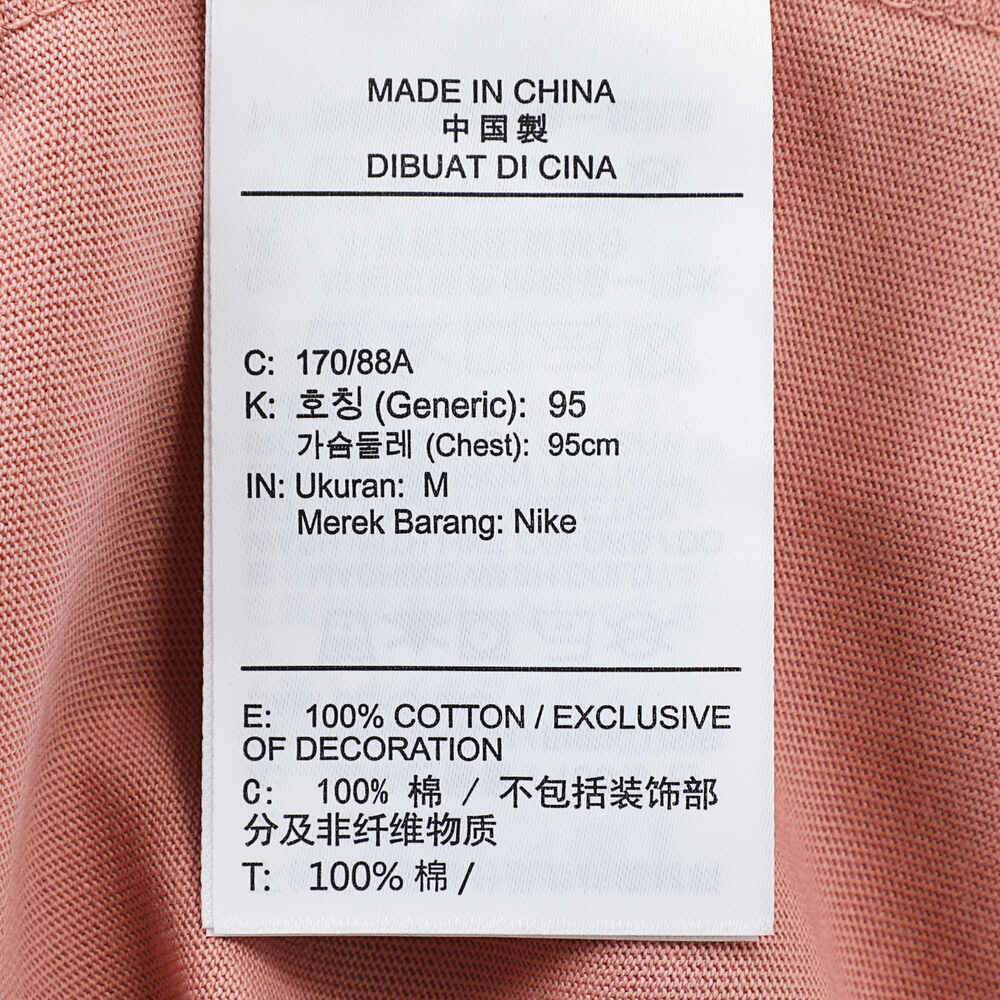 MADE IN CHINA
中国製
DIBUAT DI CINA
C: 170/88A
K: 호칭 (Generic): 95
가슴둘레 (Chest): 95cm
IN: Ukuran: M
Merek Barang: Nike
E: 100% COTTON / EXCLUSIVE
OF DECORATION
C: 100% 棉 / 不包括装饰部
分及非纤维物质
T: 100% 棉 /